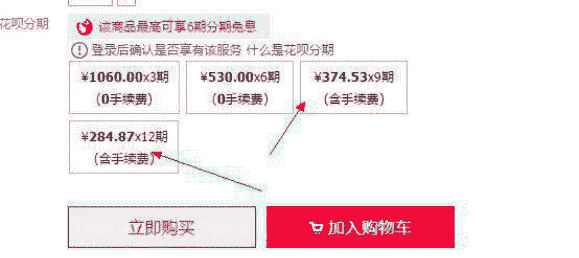 花呗分期
该商品最高可享6期分期免息
登录后确认是否享有该服务 什么是花呗分期
¥1060.00x3期
(0手续费)
¥530.00x6期
(0手续费)
¥374.53x9期
(含手续费)
¥284.87x12期
(含手续费)
立即购买
加入购物车